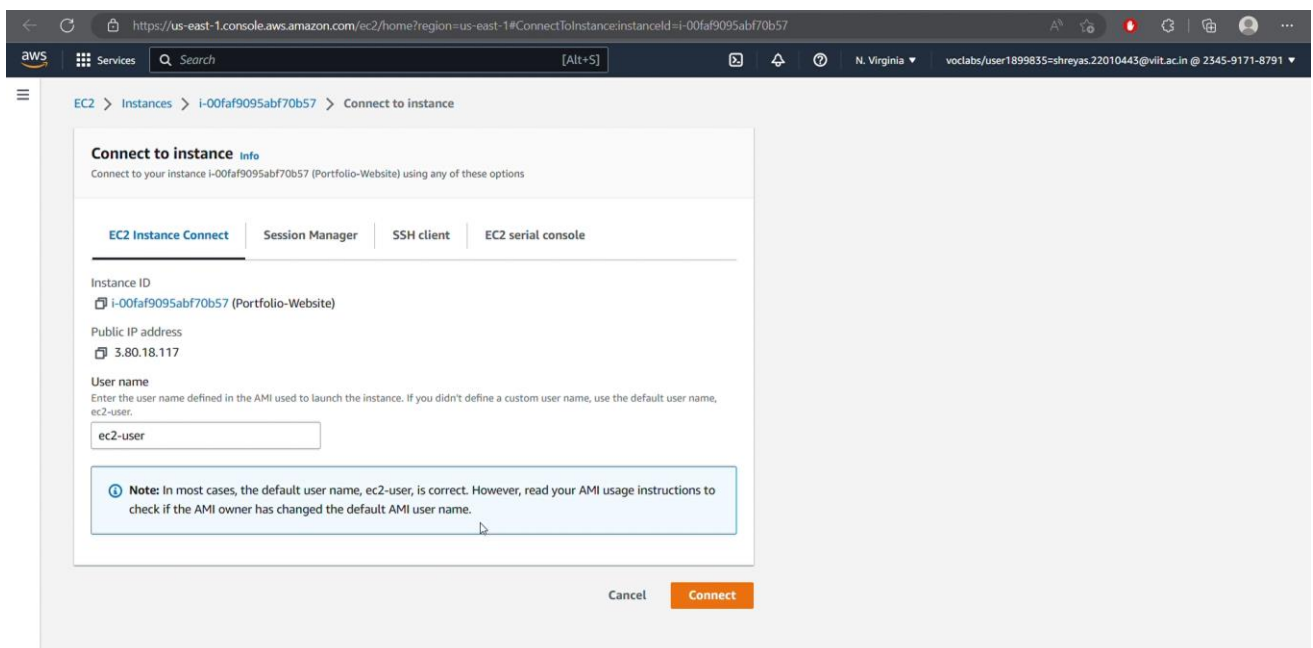 https://us-east-1.console.aws.amazon.com/ec2/home?region=us-east-1#ConnectToInstance:instanceId=i-00faf9095abf70b57
aws Services Search [Alt+S] N. Virginia ▼ voclabs/user1899835=shreyas.22010443@viit.ac.in @ 2345-9171-8791 ▼
EC2 > Instances > i-00faf9095abf70b57 > Connect to instance
Connect to instance Info
Connect to your instance i-00faf9095abf70b57 (Portfolio-Website) using any of these options
EC2 Instance Connect Session Manager SSH client EC2 serial console
Instance ID
i-00faf9095abf70b57 (Portfolio-Website)
Public IP address
3.80.18.117
User name
Enter the user name defined in the AMI used to launch the instance. If you didn't define a custom user name, use the default user name,
ec2-user.
ec2-user
Note: In most cases, the default user name, ec2-user, is correct. However, read your AMI usage instructions to
check if the AMI owner has changed the default AMI user name.
Cancel Connect